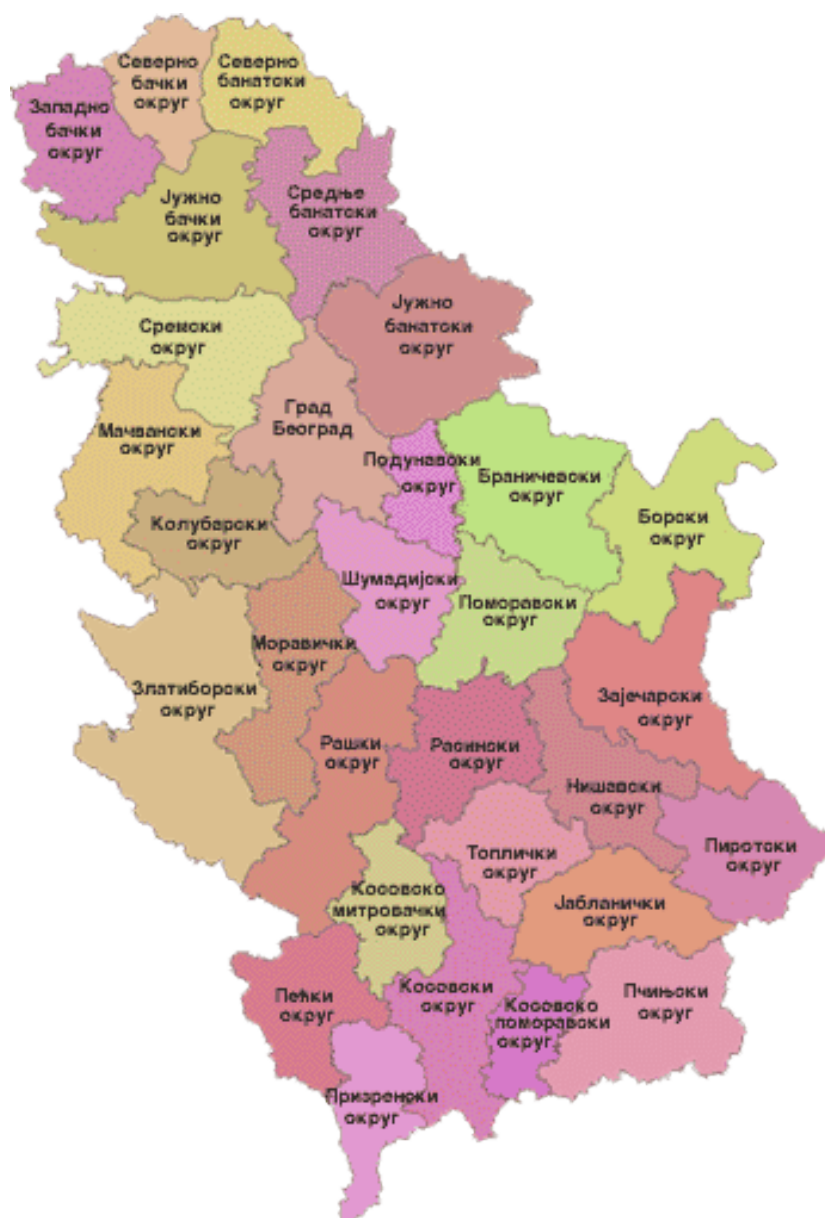 Северно
бачки
округ
Северно
банатски
округ
Западно
бачки
округ
Јужно
бачки
округ
Средње
банатски
округ
Јужно
банатски
округ
Сремски
округ
Град
Београд
Мачвански
округ
Подунавски
округ
Браничевски
округ
Борски
округ
Колубарски
округ
Шумадијски
округ
Поморавски
округ
Моравички
округ
Златиборски
округ
Зајечарски
округ
Рашки
округ
Расински
округ
Нишавски
округ
Пиротски
округ
Топлички
округ
Косовско
митровачки
округ
Јабланички
округ
Пећки
округ
Косовски
округ
Косовско
поморавски
округ
Пчињски
округ
Призренски
округ